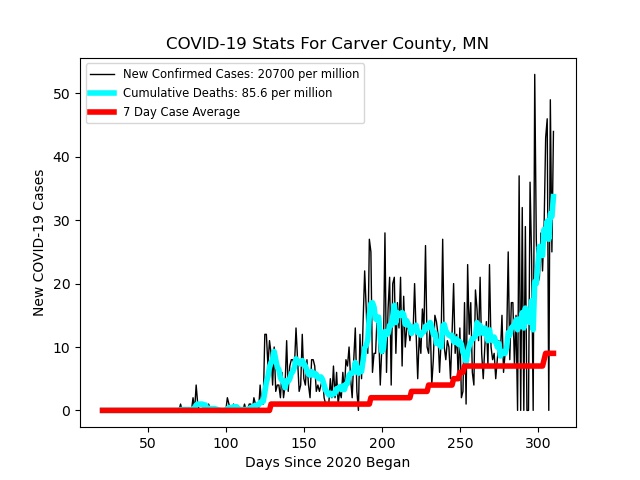 COVID-19 Stats For Carver County, MN
New Confirmed Cases: 20700 per million
Cumulative Deaths: 85.6 per million
7 Day Case Average
New COVID-19 Cases
50
40
30
20
10
0
50 100 150 200 250 300
Days Since 2020 Began